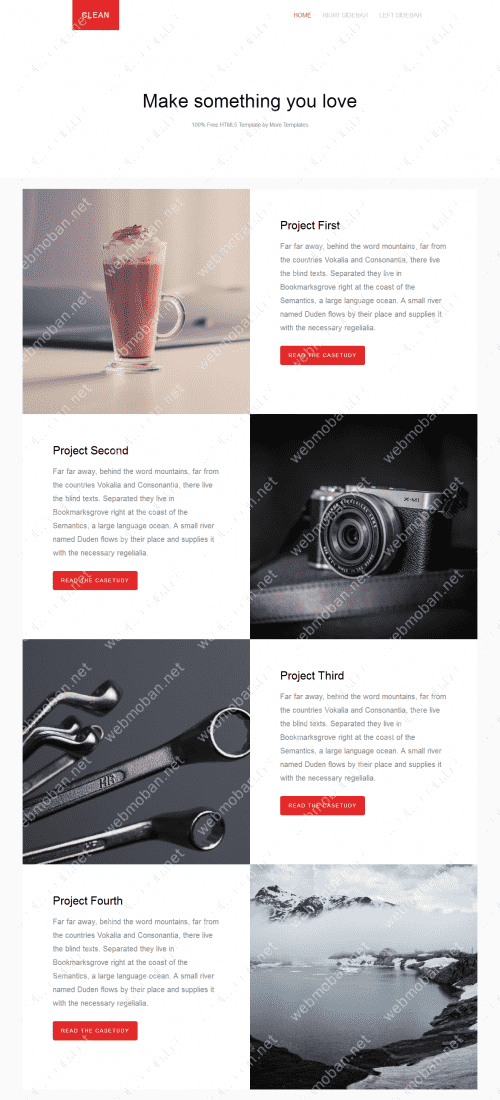 CLEAN
HOME RIGHT SIDEBAR LEFT SIDEBAR
Make something you love
100% Free HTML5 Template by More Templates
Project First
Far far away, behind the word mountains, far from
the countries Vokalia and Consonantia, there live
the blind texts. Separated they live in
Bookmarksgrove right at the coast of the
Semantics, a large language ocean. A small river
named Duden flows by their place and supplies it
with the necessary regelialia.
READ THE CASETUDY
Project Second
Far far away, behind the word mountains, far from
the countries Vokalia and Consonantia, there live
the blind texts. Separated they live in
Bookmarksgrove right at the coast of the
Semantics, a large language ocean. A small river
named Duden flows by their place and supplies it
with the necessary regelialia.
READ THE CASETUDY
X-M1
Project Third
Far far away, behind the word mountains, far from
the countries Vokalia and Consonantia, there live
the blind texts. Separated they live in
Bookmarksgrove right at the coast of the
Semantics, a large language ocean. A small river
named Duden flows by their place and supplies it
with the necessary regelialia.
READ THE CASETUDY
Project Fourth
Far far away, behind the word mountains, far from
the countries Vokalia and Consonantia, there live
the blind texts. Separated they live in
Bookmarksgrove right at the coast of the
Semantics, a large language ocean. A small river
named Duden flows by their place and supplies it
with the necessary regelialia.
READ THE CASETUDY
webmoban.net